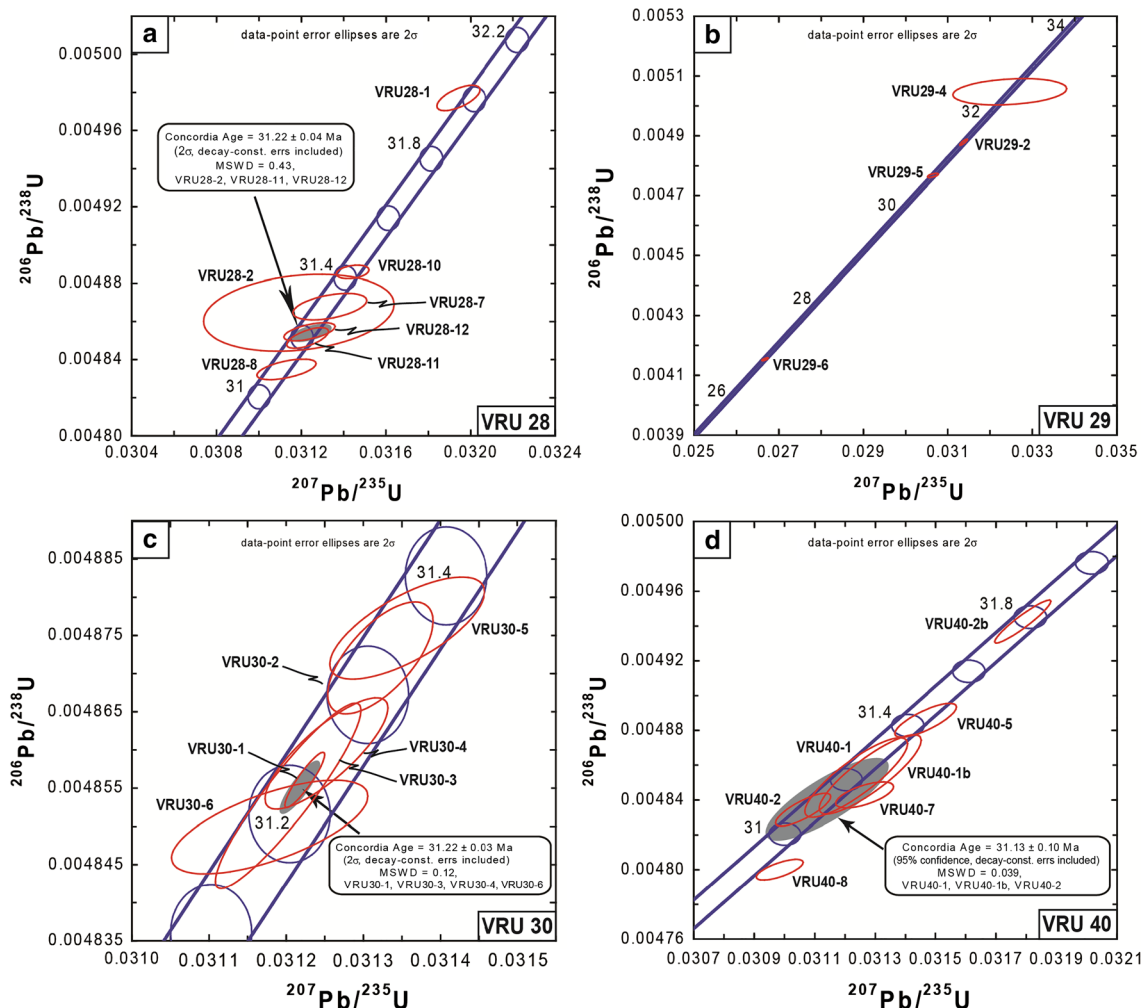 a
data-point error ellipses are 2σ
32.2
VRU28-1
Concordia Age = 31.22 ± 0.04 Ma
(2σ, decay-const. errs included)
MSWD = 0.43,
VRU28-2, VRU28-11, VRU28-12
31.8
31.4
VRU28-10
VRU28-2
VRU28-7
VRU28-12
VRU28-11
VRU28-8
31
VRU 28
0.00500
0.00496
0.00492
0.00488
0.00484
0.00480
206Pb/238U
0.0304 0.0308 0.0312 0.0316 0.0320 0.0324
207Pb/235U
b
data-point error ellipses are 2σ
34
VRU29-4
32
VRU29-2
VRU29-5
30
28
VRU29-6
26
VRU 29
0.0053
0.0051
0.0049
0.0047
0.0045
0.0043
0.0041
0.0039
206Pb/238U
0.025 0.027 0.029 0.031 0.033 0.035
207Pb/235U
c
data-point error ellipses are 2σ
31.4
VRU30-5
VRU30-2
VRU30-1
VRU30-4
VRU30-3
VRU30-6
31.2
Concordia Age = 31.22 ± 0.03 Ma
(2σ, decay-const. errs included)
MSWD = 0.12,
VRU30-1, VRU30-3, VRU30-4, VRU30-6
VRU 30
0.004885
0.004875
0.004865
0.004855
0.004845
0.004835
206Pb/238U
0.0310 0.0311 0.0312 0.0313 0.0314 0.0315
207Pb/235U
d
data-point error ellipses are 2σ
31.8
VRU40-2b
31.4
VRU40-5
VRU40-1
VRU40-1b
VRU40-2
VRU40-7
31
Concordia Age = 31.13 ± 0.10 Ma
(95% confidence, decay-const. errs included)
MSWD = 0.039,
VRU40-1, VRU40-1b, VRU40-2
VRU40-8
VRU 40
0.00500
0.00496
0.00492
0.00488
0.00484
0.00480
0.00476
206Pb/238U
0.0307 0.0309 0.0311 0.0313 0.0315 0.0317 0.0319 0.0321
207Pb/235U